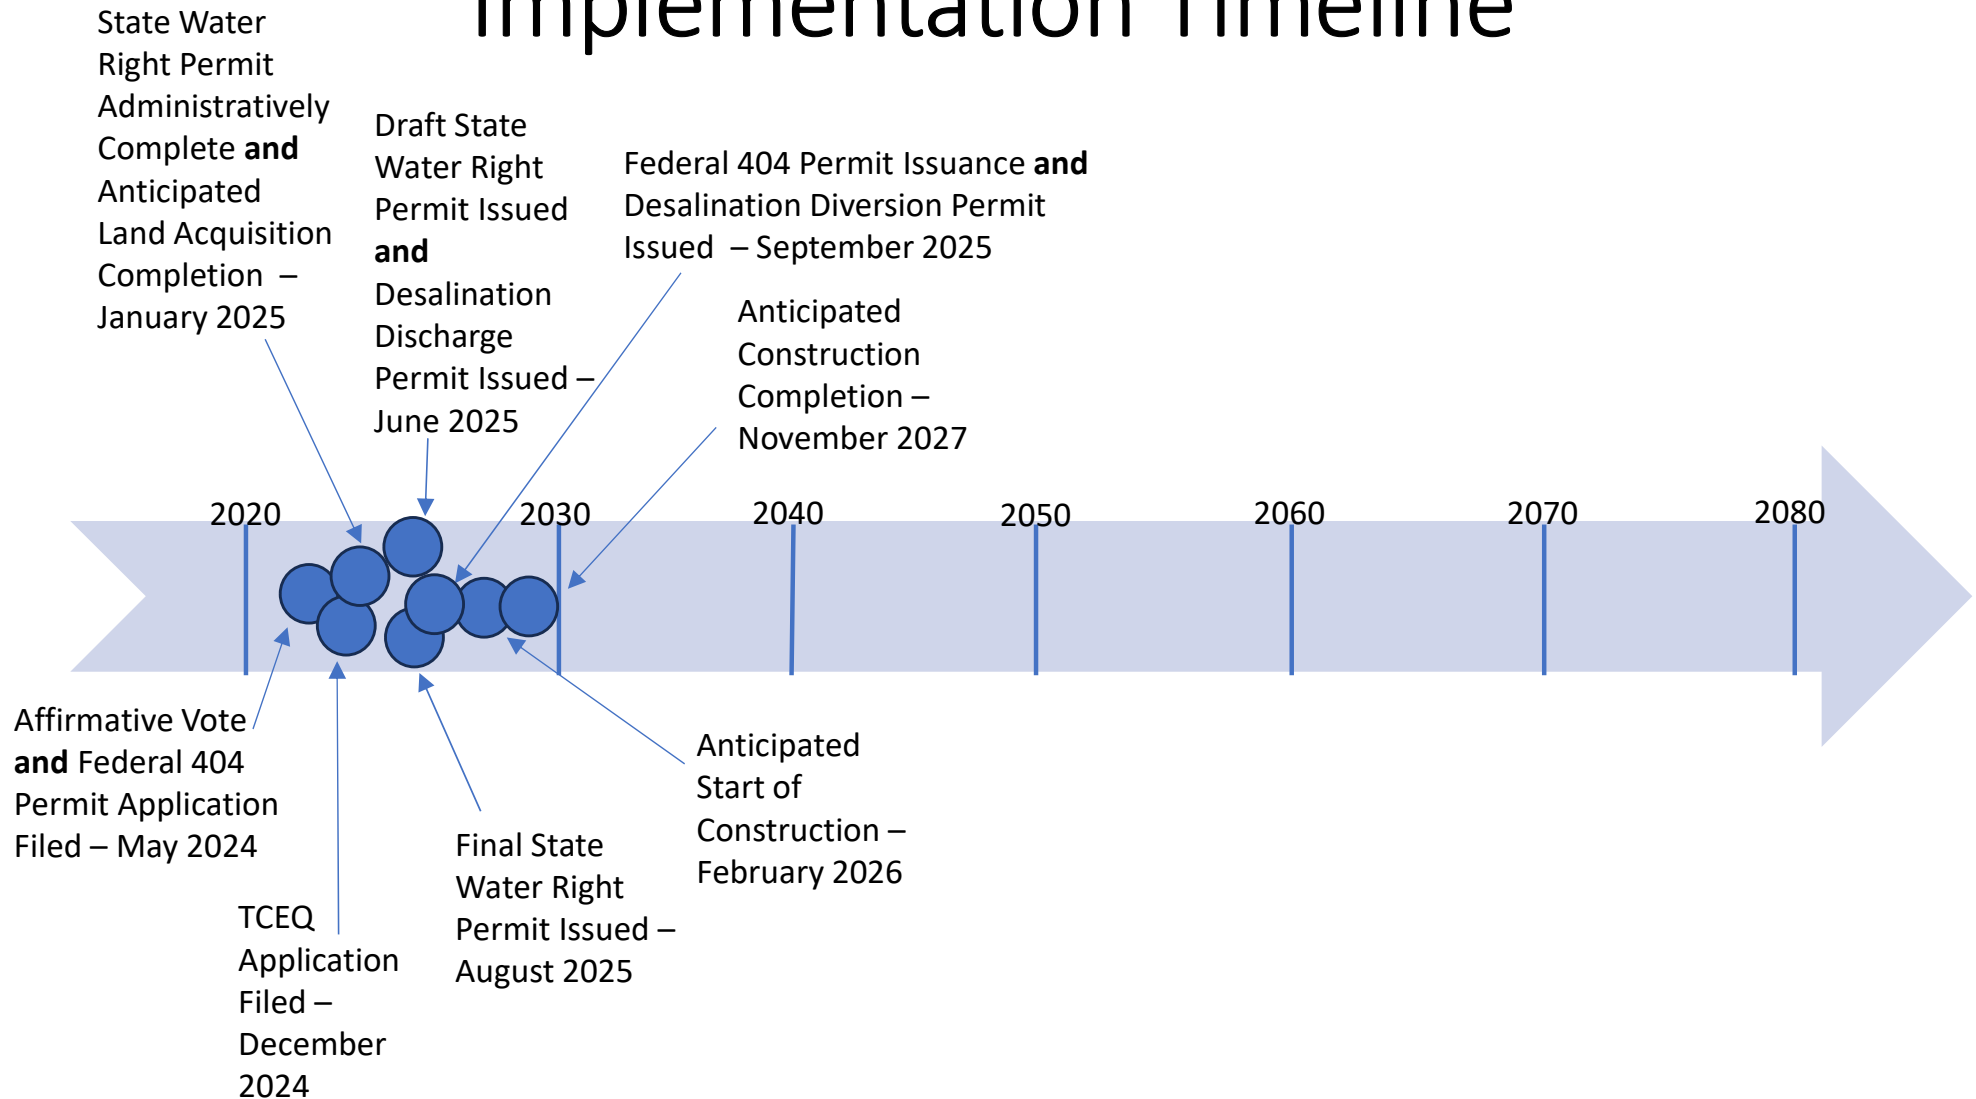 Implementation Timeline
State Water
Right Permit
Administratively
Complete and
Anticipated
Land Acquisition
Completion –
January 2025
Draft State
Water Right
Permit Issued
and
Desalination
Discharge
Permit Issued –
June 2025
Federal 404 Permit Issuance and
Desalination Diversion Permit
Issued – September 2025
Anticipated
Construction
Completion –
November 2027
2020
2030
2040
2050
2060
2070
2080
Affirmative Vote
and Federal 404
Permit Application
Filed – May 2024
TCEQ
Application
Filed –
December
2024
Final State
Water Right
Permit Issued –
August 2025
Anticipated
Start of
Construction –
February 2026